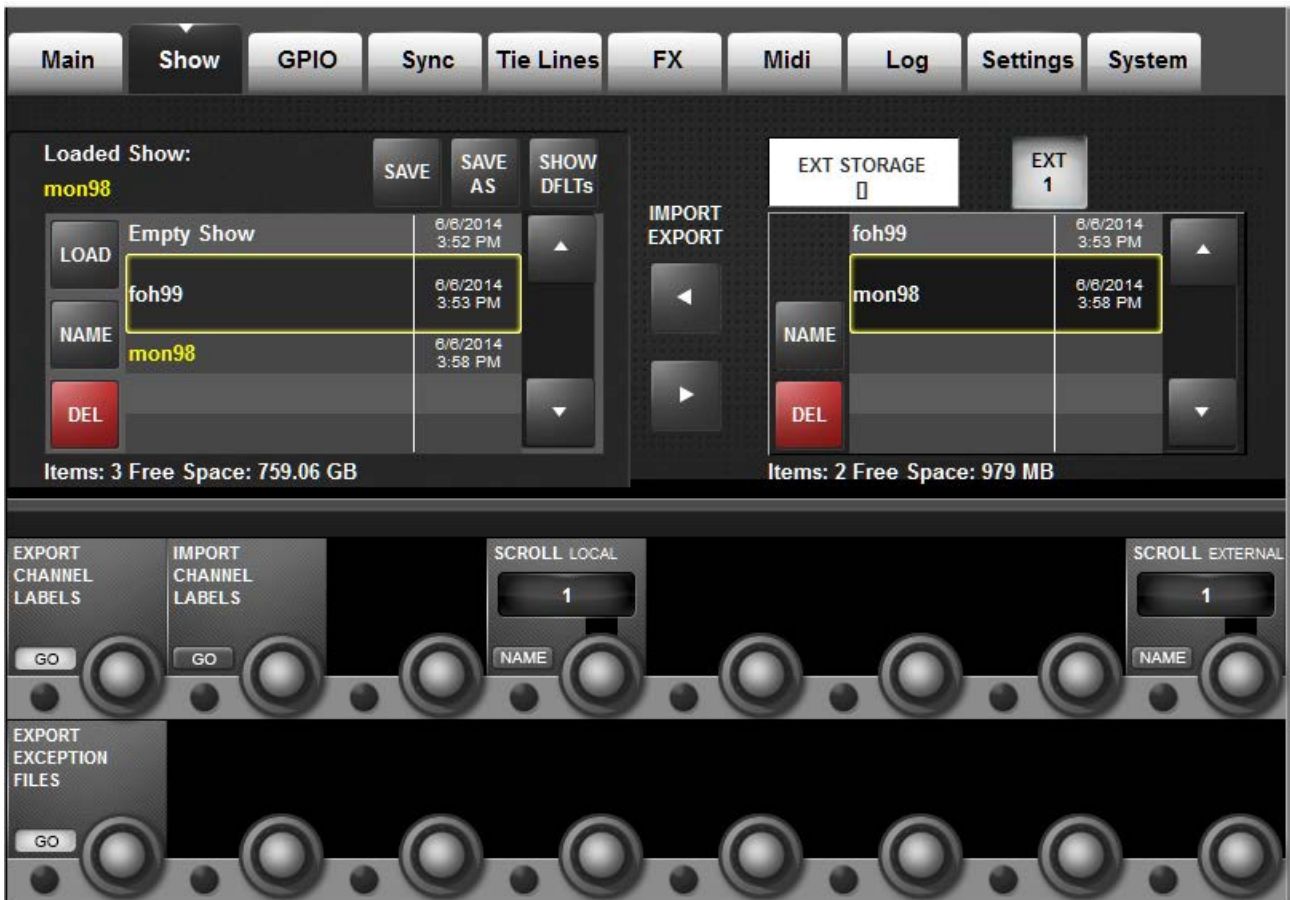 Main Show GPIO Sync Tie Lines FX Midi Log Settings System
Loaded Show:
mon98
SAVE
SAVE
AS
SHOW
DFLTs
LOAD
NAME
DEL
Empty Show 6/6/2014
3:52 PM
foh99 6/6/2014
3:53 PM
mon98 6/6/2014
3:58 PM
Items: 3 Free Space: 759.06 GB
IMPORT
EXPORT
EXT STORAGE
[]
EXT
1
NAME
DEL
foh99 6/6/2014
3:53 PM
mon98 6/6/2014
3:58 PM
Items: 2 Free Space: 979 MB
EXPORT
CHANNEL
LABELS
GO
IMPORT
CHANNEL
LABELS
GO
SCROLL LOCAL
1
NAME
SCROLL EXTERNAL
1
NAME
EXPORT
EXCEPTION
FILES
GO